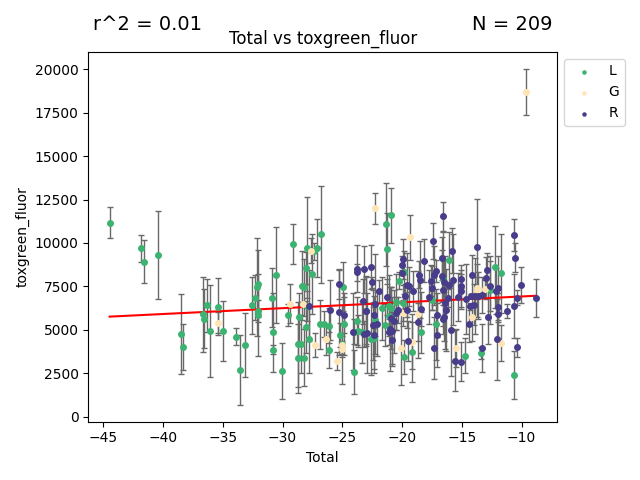 r^2 = 0.01
N = 209
Total vs toxgreen_fluor
20000
17500
15000
12500
10000
7500
5000
2500
0
toxgreen_fluor
−45
−40
−35
−30
−25
−20
−15
−10
Total
L
G
R